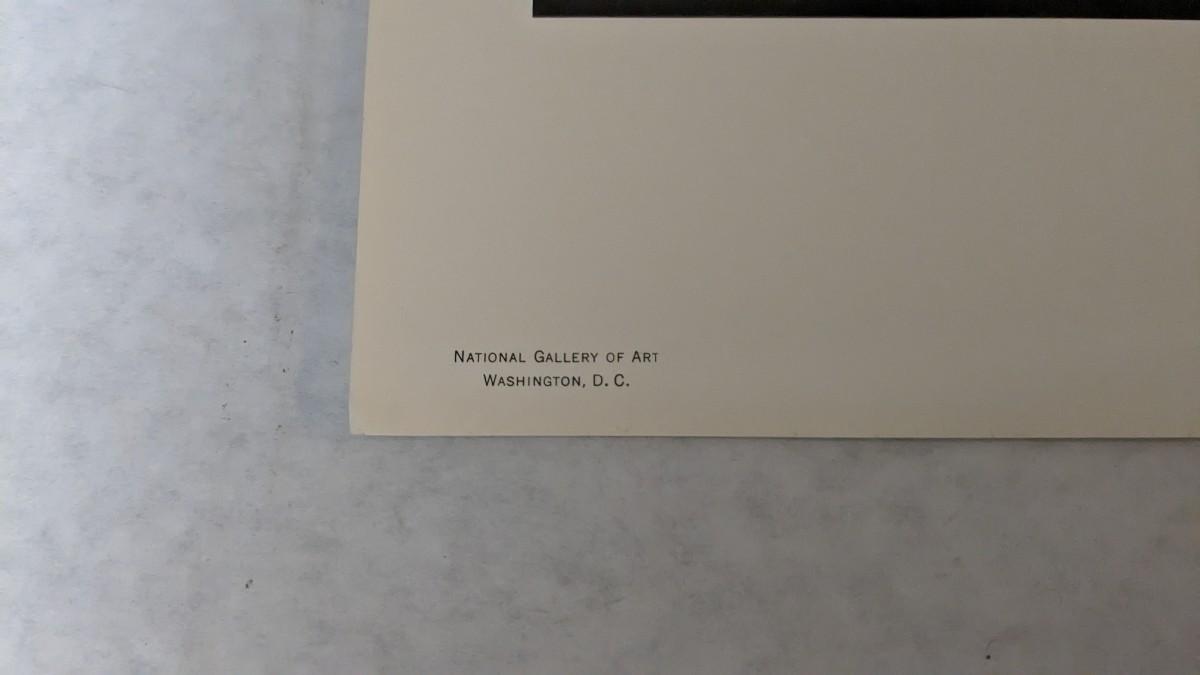 National Gallery of Art
Washington, D. C.